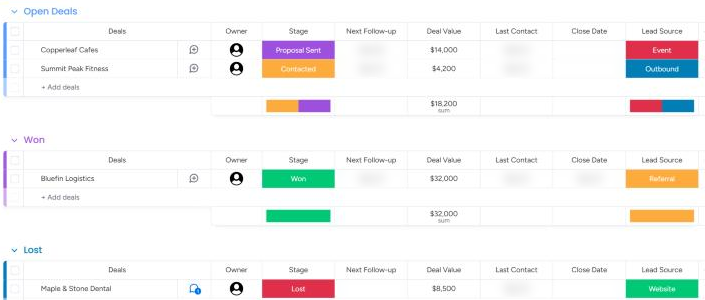 Open Deals
Deals Owner Stage Next Follow-up Deal Value Last Contact Close Date Lead Source
Copperleaf Cafes Proposal Sent $14,000 Event
Summit Peak Fitness Contacted $4,200 Outbound
+ Add deals
$18,200
sum
Won
Deals Owner Stage Next Follow-up Deal Value Last Contact Close Date Lead Source
Bluefin Logistics Won $32,000 Referral
+ Add deals
$32,000
sum
Lost
Deals Owner Stage Next Follow-up Deal Value Last Contact Close Date Lead Source
Maple & Stone Dental 1 Lost $8,500 Website